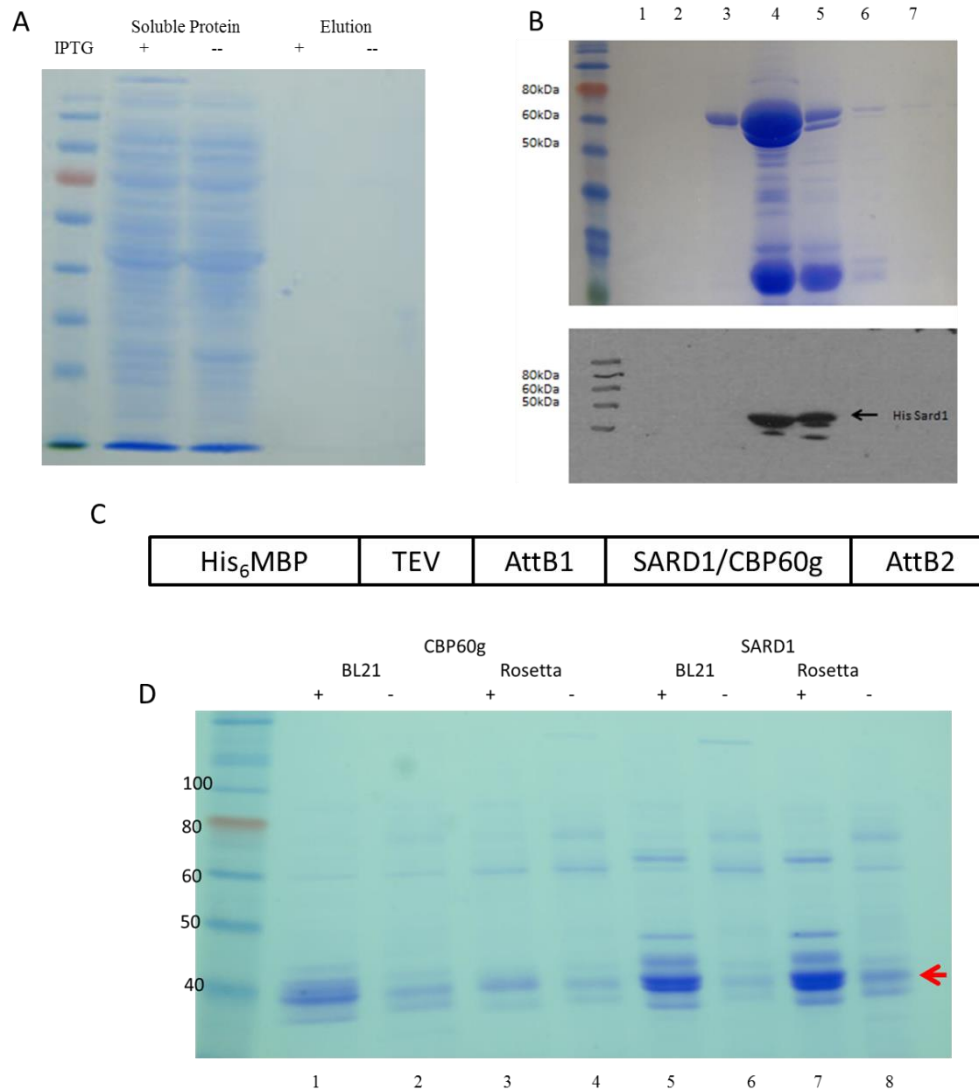 A
Soluble Protein Elution
IPTG + -- + --
B
1 2 3 4 5 6 7
80kDa
60kDa
50kDa
80kDa
60kDa
50kDa
His Sard1
C
His6MBP TEV AttB1 SARD1/CBP60g AttB2
CBP60g SARD1
BL21 Rosetta BL21 Rosetta
D + - + - + - + -
100
80
60
50
40
1 2 3 4 5 6 7 8